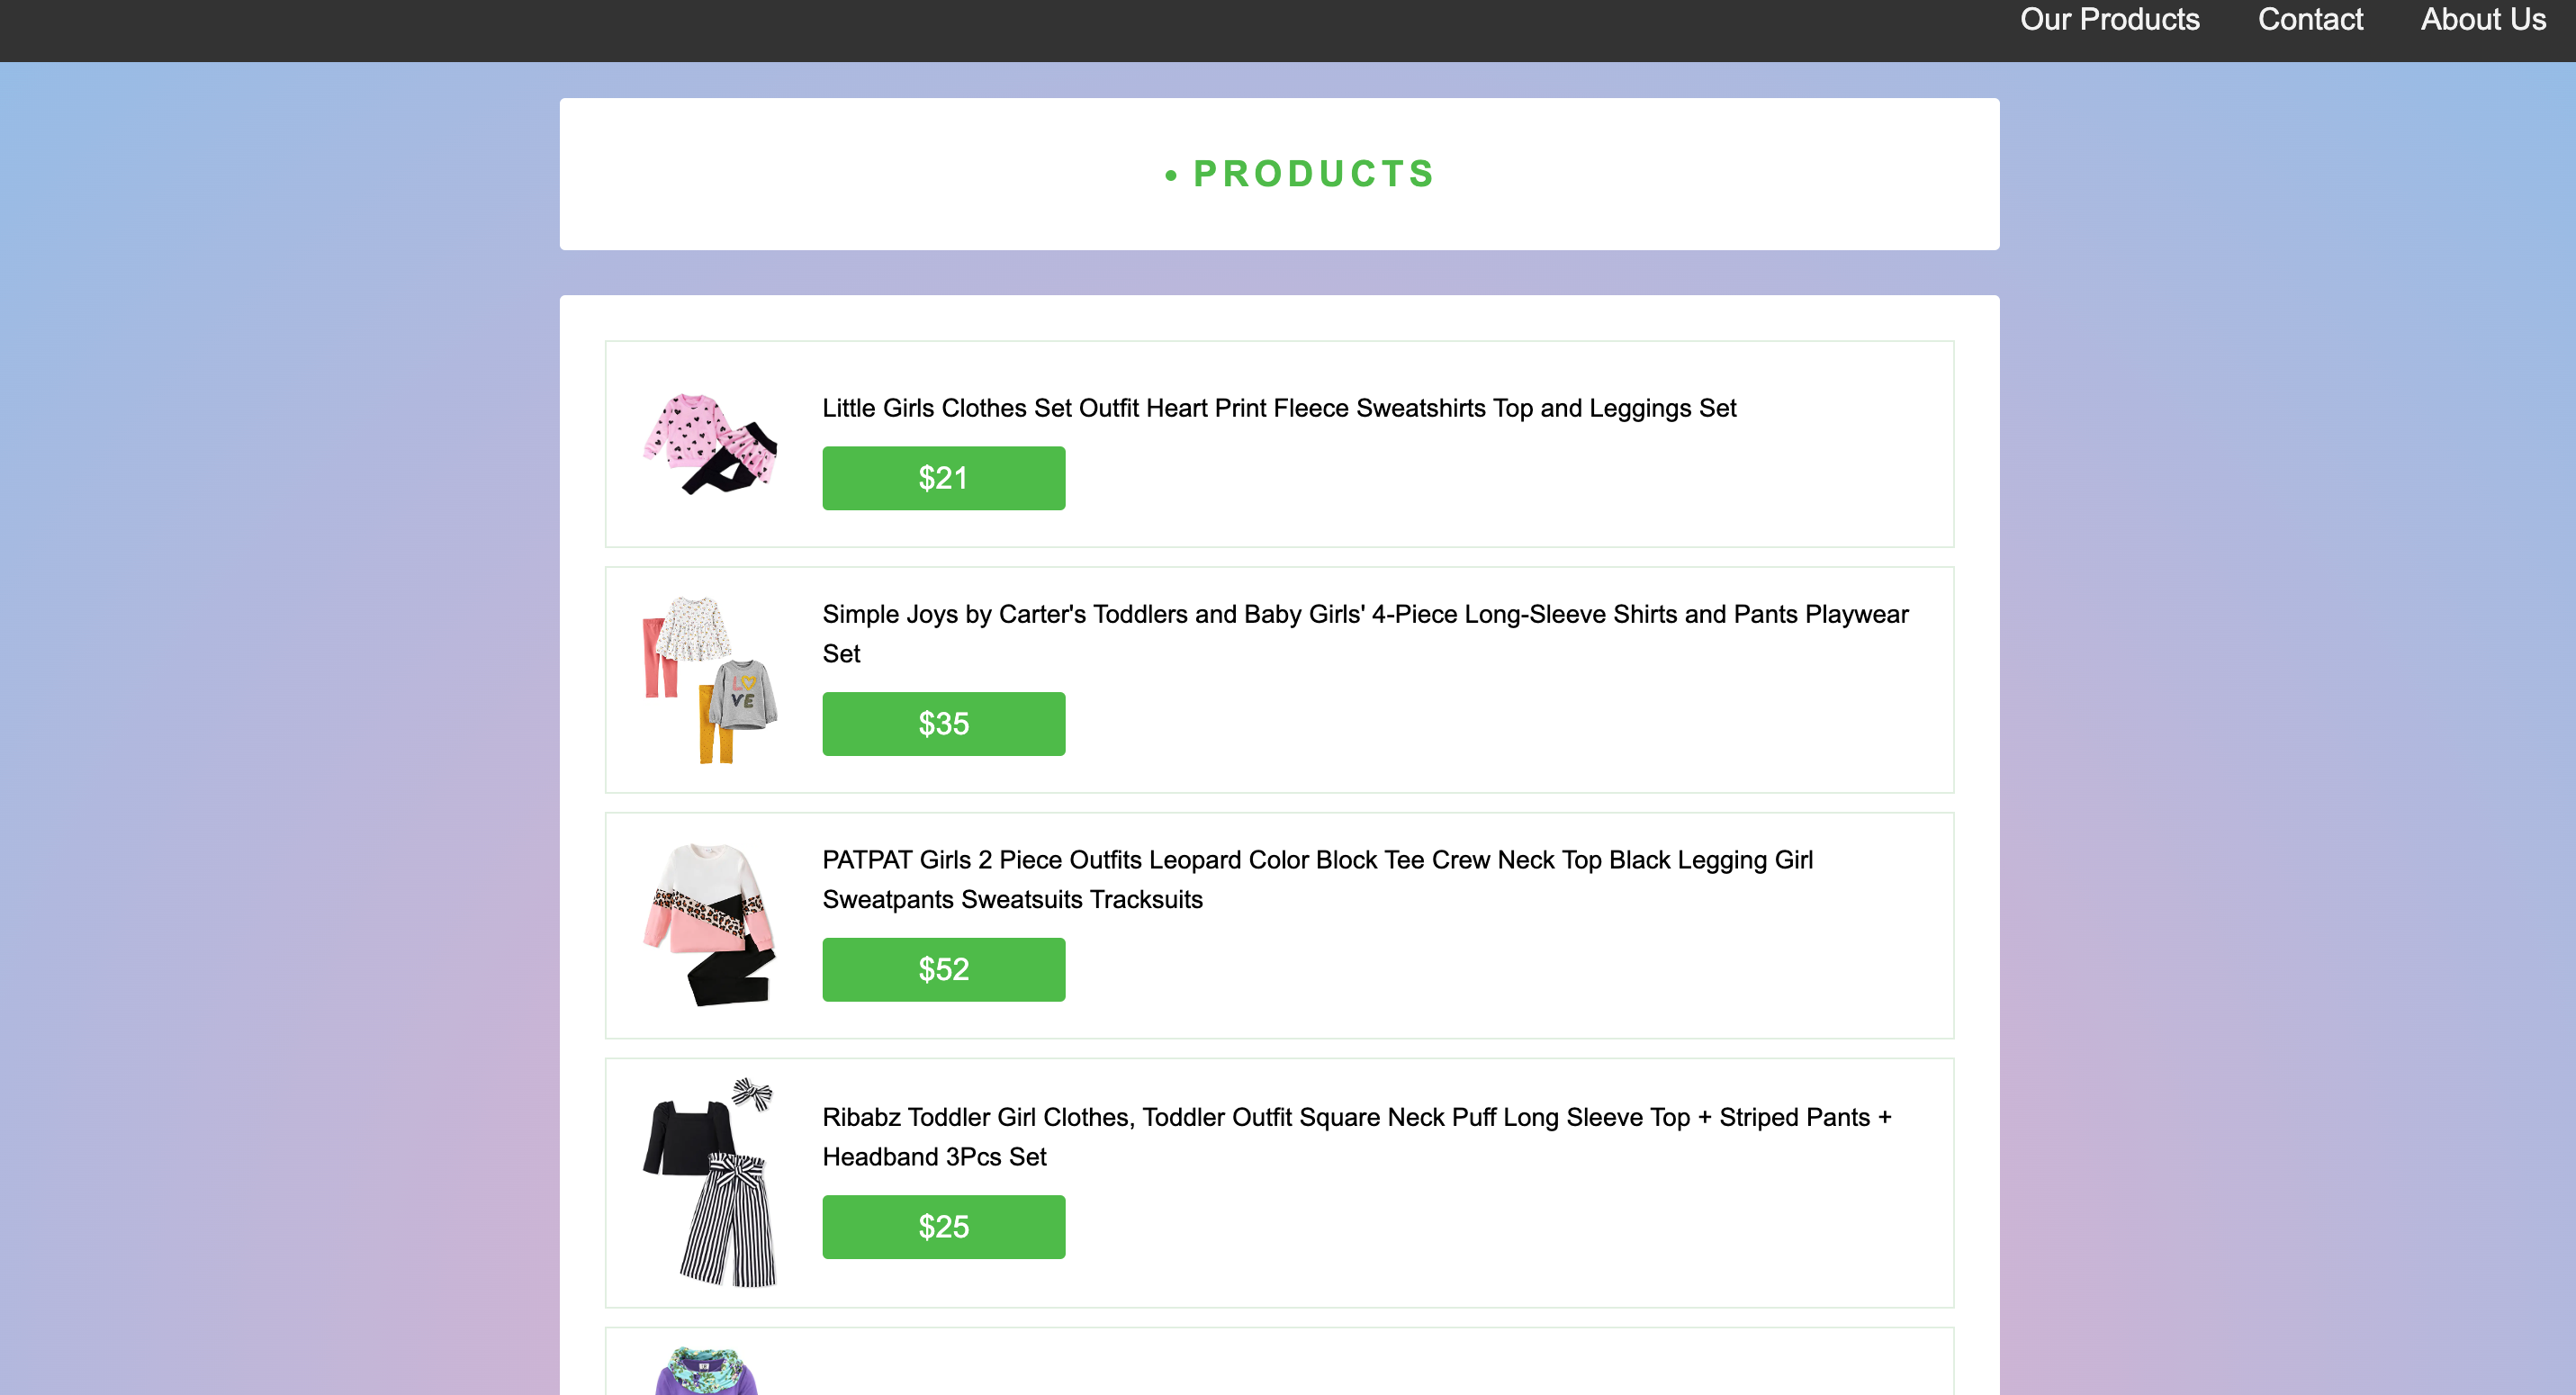 Our Products Contact About Us
• PRODUCTS
Little Girls Clothes Set Outfit Heart Print Fleece Sweatshirts Top and Leggings Set
$21
Simple Joys by Carter's Toddlers and Baby Girls' 4-Piece Long-Sleeve Shirts and Pants Playwear
Set
LOVE
$35
PATPAT Girls 2 Piece Outfits Leopard Color Block Tee Crew Neck Top Black Legging Girl
Sweatpants Sweatsuits Tracksuits
$52
Ribabz Toddler Girl Clothes, Toddler Outfit Square Neck Puff Long Sleeve Top + Striped Pants +
Headband 3Pcs Set
$25